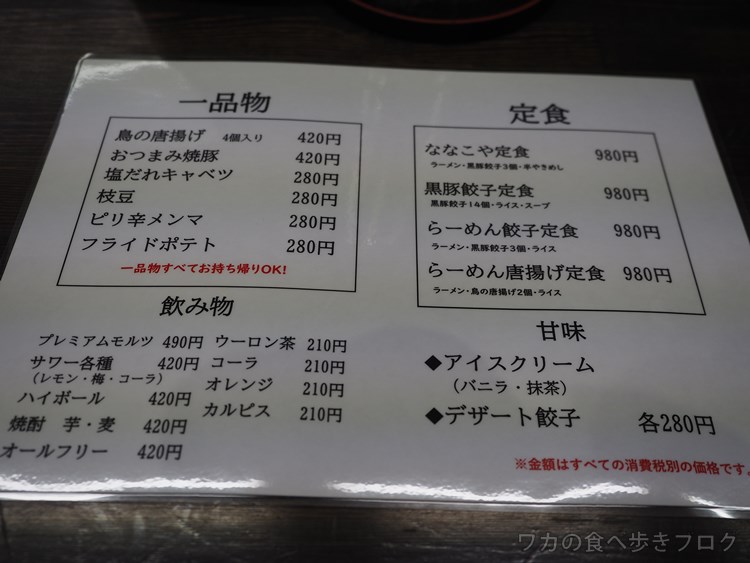 一品物
鳥の唐揚げ 4個入り 420円
おつまみ焼豚 420円
塩だれキャベツ 280円
枝豆 280円
ピリ辛メンマ 280円
フライドポテト 280円
一品物すべてお持ち帰りOK!
飲み物
プレミアムモルツ 490円
サワー各種 420円
（レモン・梅・コーラ）
ハイボール 420円
焼酎 芋・麦 420円
オールフリー 420円
ウーロン茶 210円
コーラ 210円
オレンジ 210円
カルピス 210円
定食
ななこや定食 980円
ラーメン・黒豚餃子3個・半やきめし
黒豚餃子定食 980円
黒豚餃子14個・ライス・スープ
らーめん餃子定食 980円
ラーメン・黒豚餃子3個・ライス
らーめん唐揚げ定食 980円
ラーメン・鳥の唐揚げ2個・ライス
甘味
◆アイスクリーム
（バニラ・抹茶）
◆デザート餃子 各280円
※金額はすべての消費税別の価格です。
ワカの食べ歩きブログ